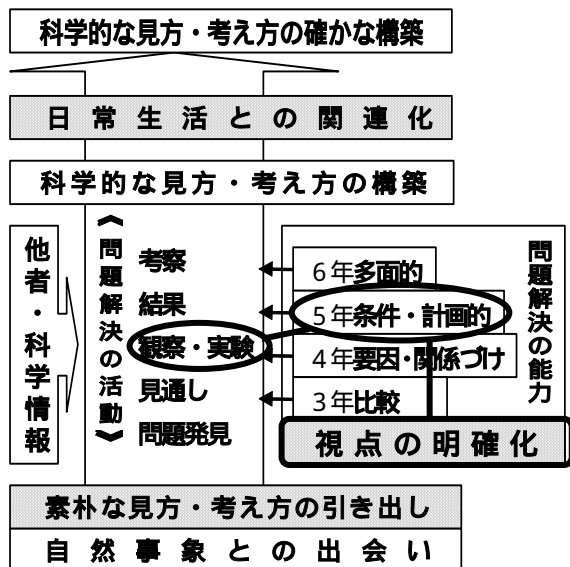 科学的な見方・考え方の確かな構築
日常生活との関連化
科学的な見方・考え方の構築
他者・科学情報
《問題解決の活動》
考察
結果
観察・実験
見通し
問題発見
6年多面的
5年条件・計画的
4年要因・関係づけ
3年比較
問題解決の能力
視点の明確化
素朴な見方・考え方の引き出し
自然事象との出会い